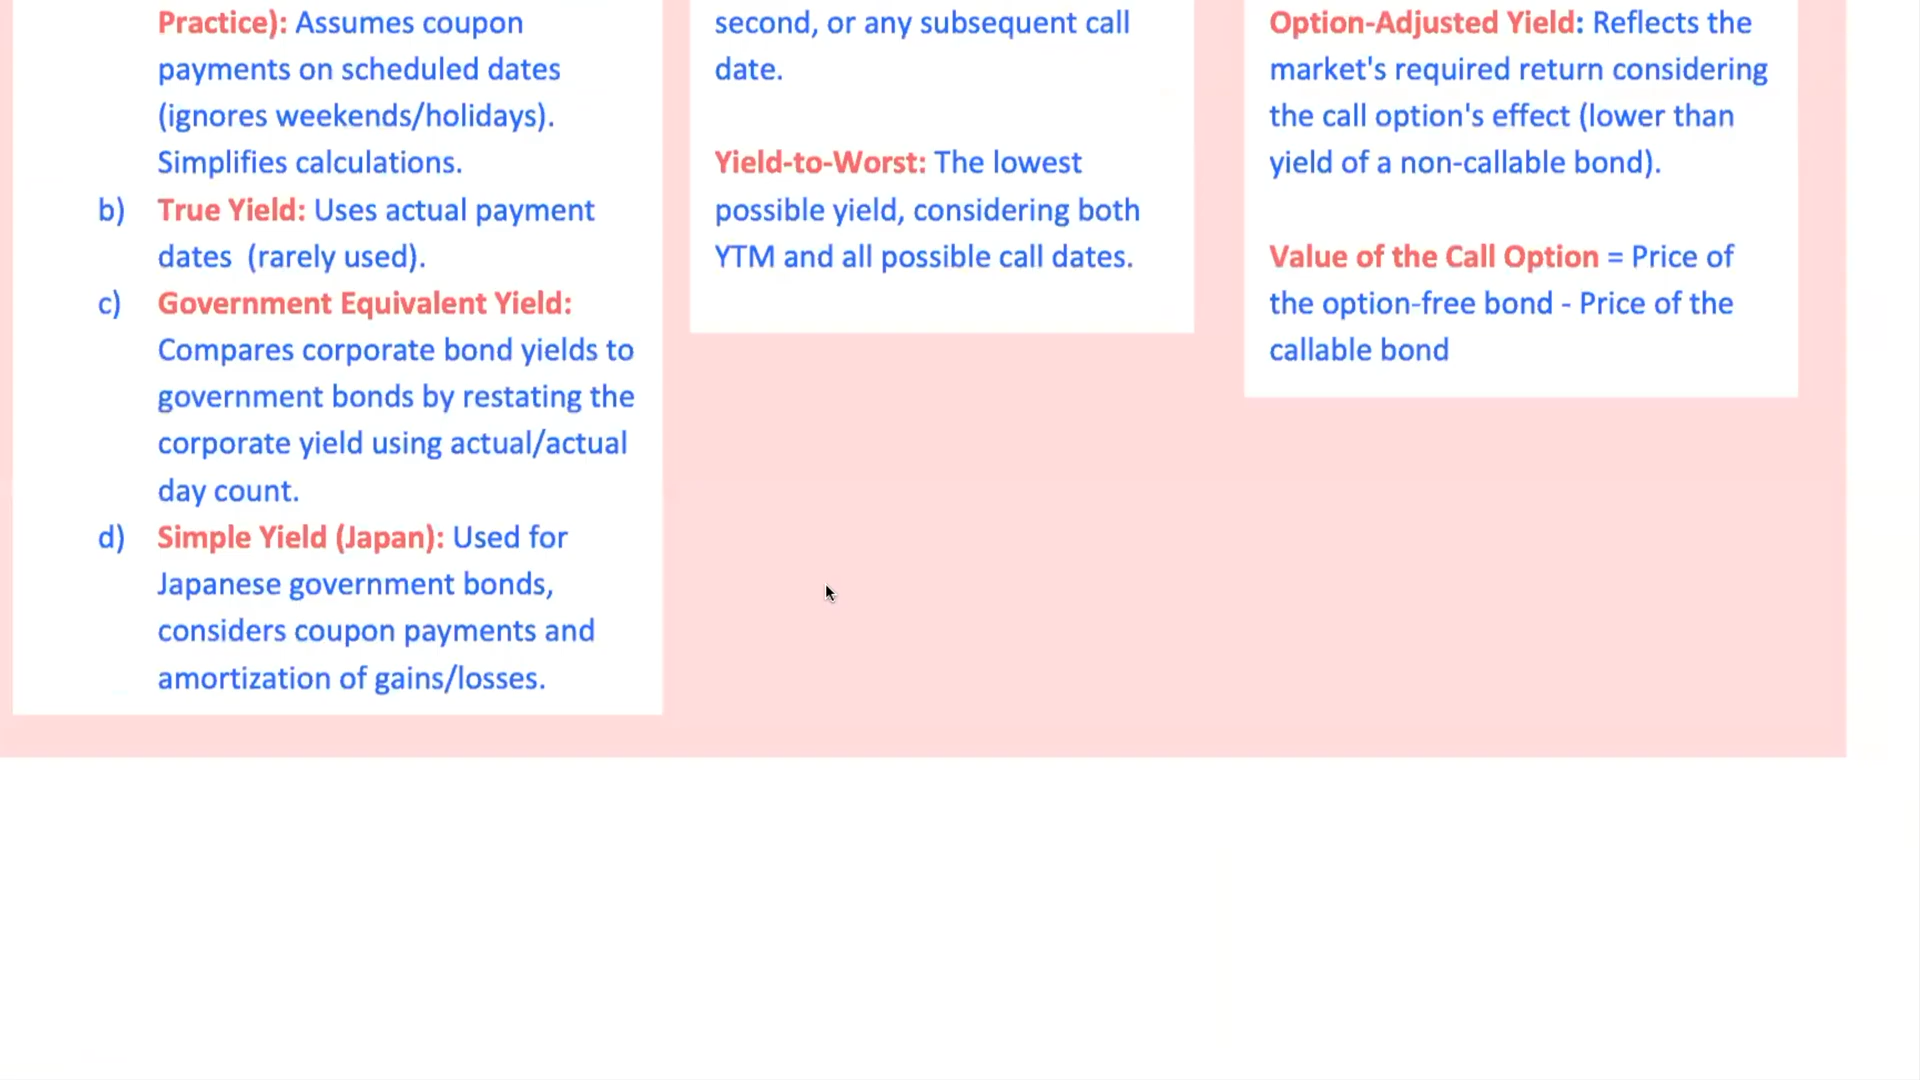 Practice): Assumes coupon
payments on scheduled dates
(ignores weekends/holidays).
Simplifies calculations.
b) True Yield: Uses actual payment
dates  (rarely used).
c) Government Equivalent Yield:
Compares corporate bond yields to
government bonds by restating the
corporate yield using actual/actual
day count.
d) Simple Yield (Japan): Used for
Japanese government bonds,
considers coupon payments and
amortization of gains/losses.
second, or any subsequent call
date.
Yield-to-Worst: The lowest
possible yield, considering both
YTM and all possible call dates.
Option-Adjusted Yield: Reflects the
market's required return considering
the call option's effect (lower than
yield of a non-callable bond).
Value of the Call Option = Price of
the option-free bond - Price of the
callable bond